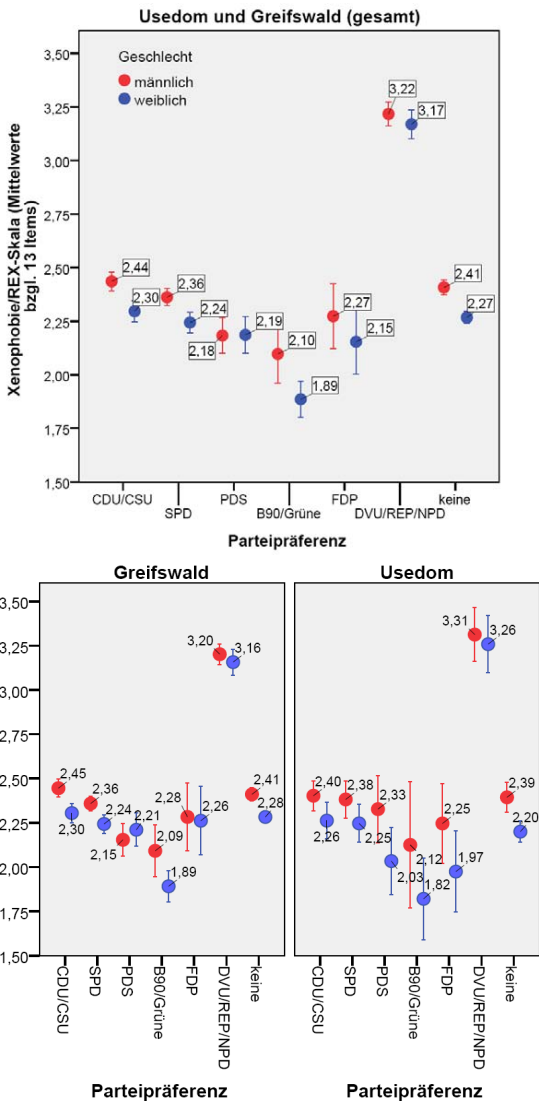 Usedom und Greifswald (gesamt)
Xenophobie/REX-Skala (Mittelwerte
bzgl. 13 Items)
3,50
3,25
3,00
2,75
2,50
2,25
2,00
1,75
1,50
Geschlecht
männlich
weiblich
2,44
2,30
2,36
2,24
2,18
2,19
2,10
1,89
2,27
2,15
3,22
3,17
2,41
2,27
CDU/CSU
SPD
PDS
B90/Grüne
FDP
DVU/REP/NPD
keine
Parteipräferenz
Greifswald
3,50
3,25
3,00
2,75
2,50
2,25
2,00
1,75
1,50
2,45
2,30
2,36
2,24
2,15
2,21
2,09
1,89
2,28
2,26
3,20
3,16
2,41
2,28
CDU/CSU
SPD
PDS
B90/Grüne
FDP
DVU/REP/NPD
keine
Parteipräferenz
Usedom
2,40
2,26
2,38
2,25
2,33
2,03
2,12
1,82
2,25
1,97
3,31
3,26
2,39
2,20
CDU/CSU
SPD
PDS
B90/Grüne
FDP
DVU/REP/NPD
keine
Parteipräferenz